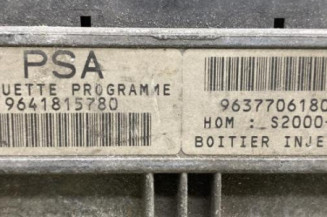 PSA
UETTE PROGRAMME
9641815780
9637706180
HOM : S2000-
BOITIER INJE